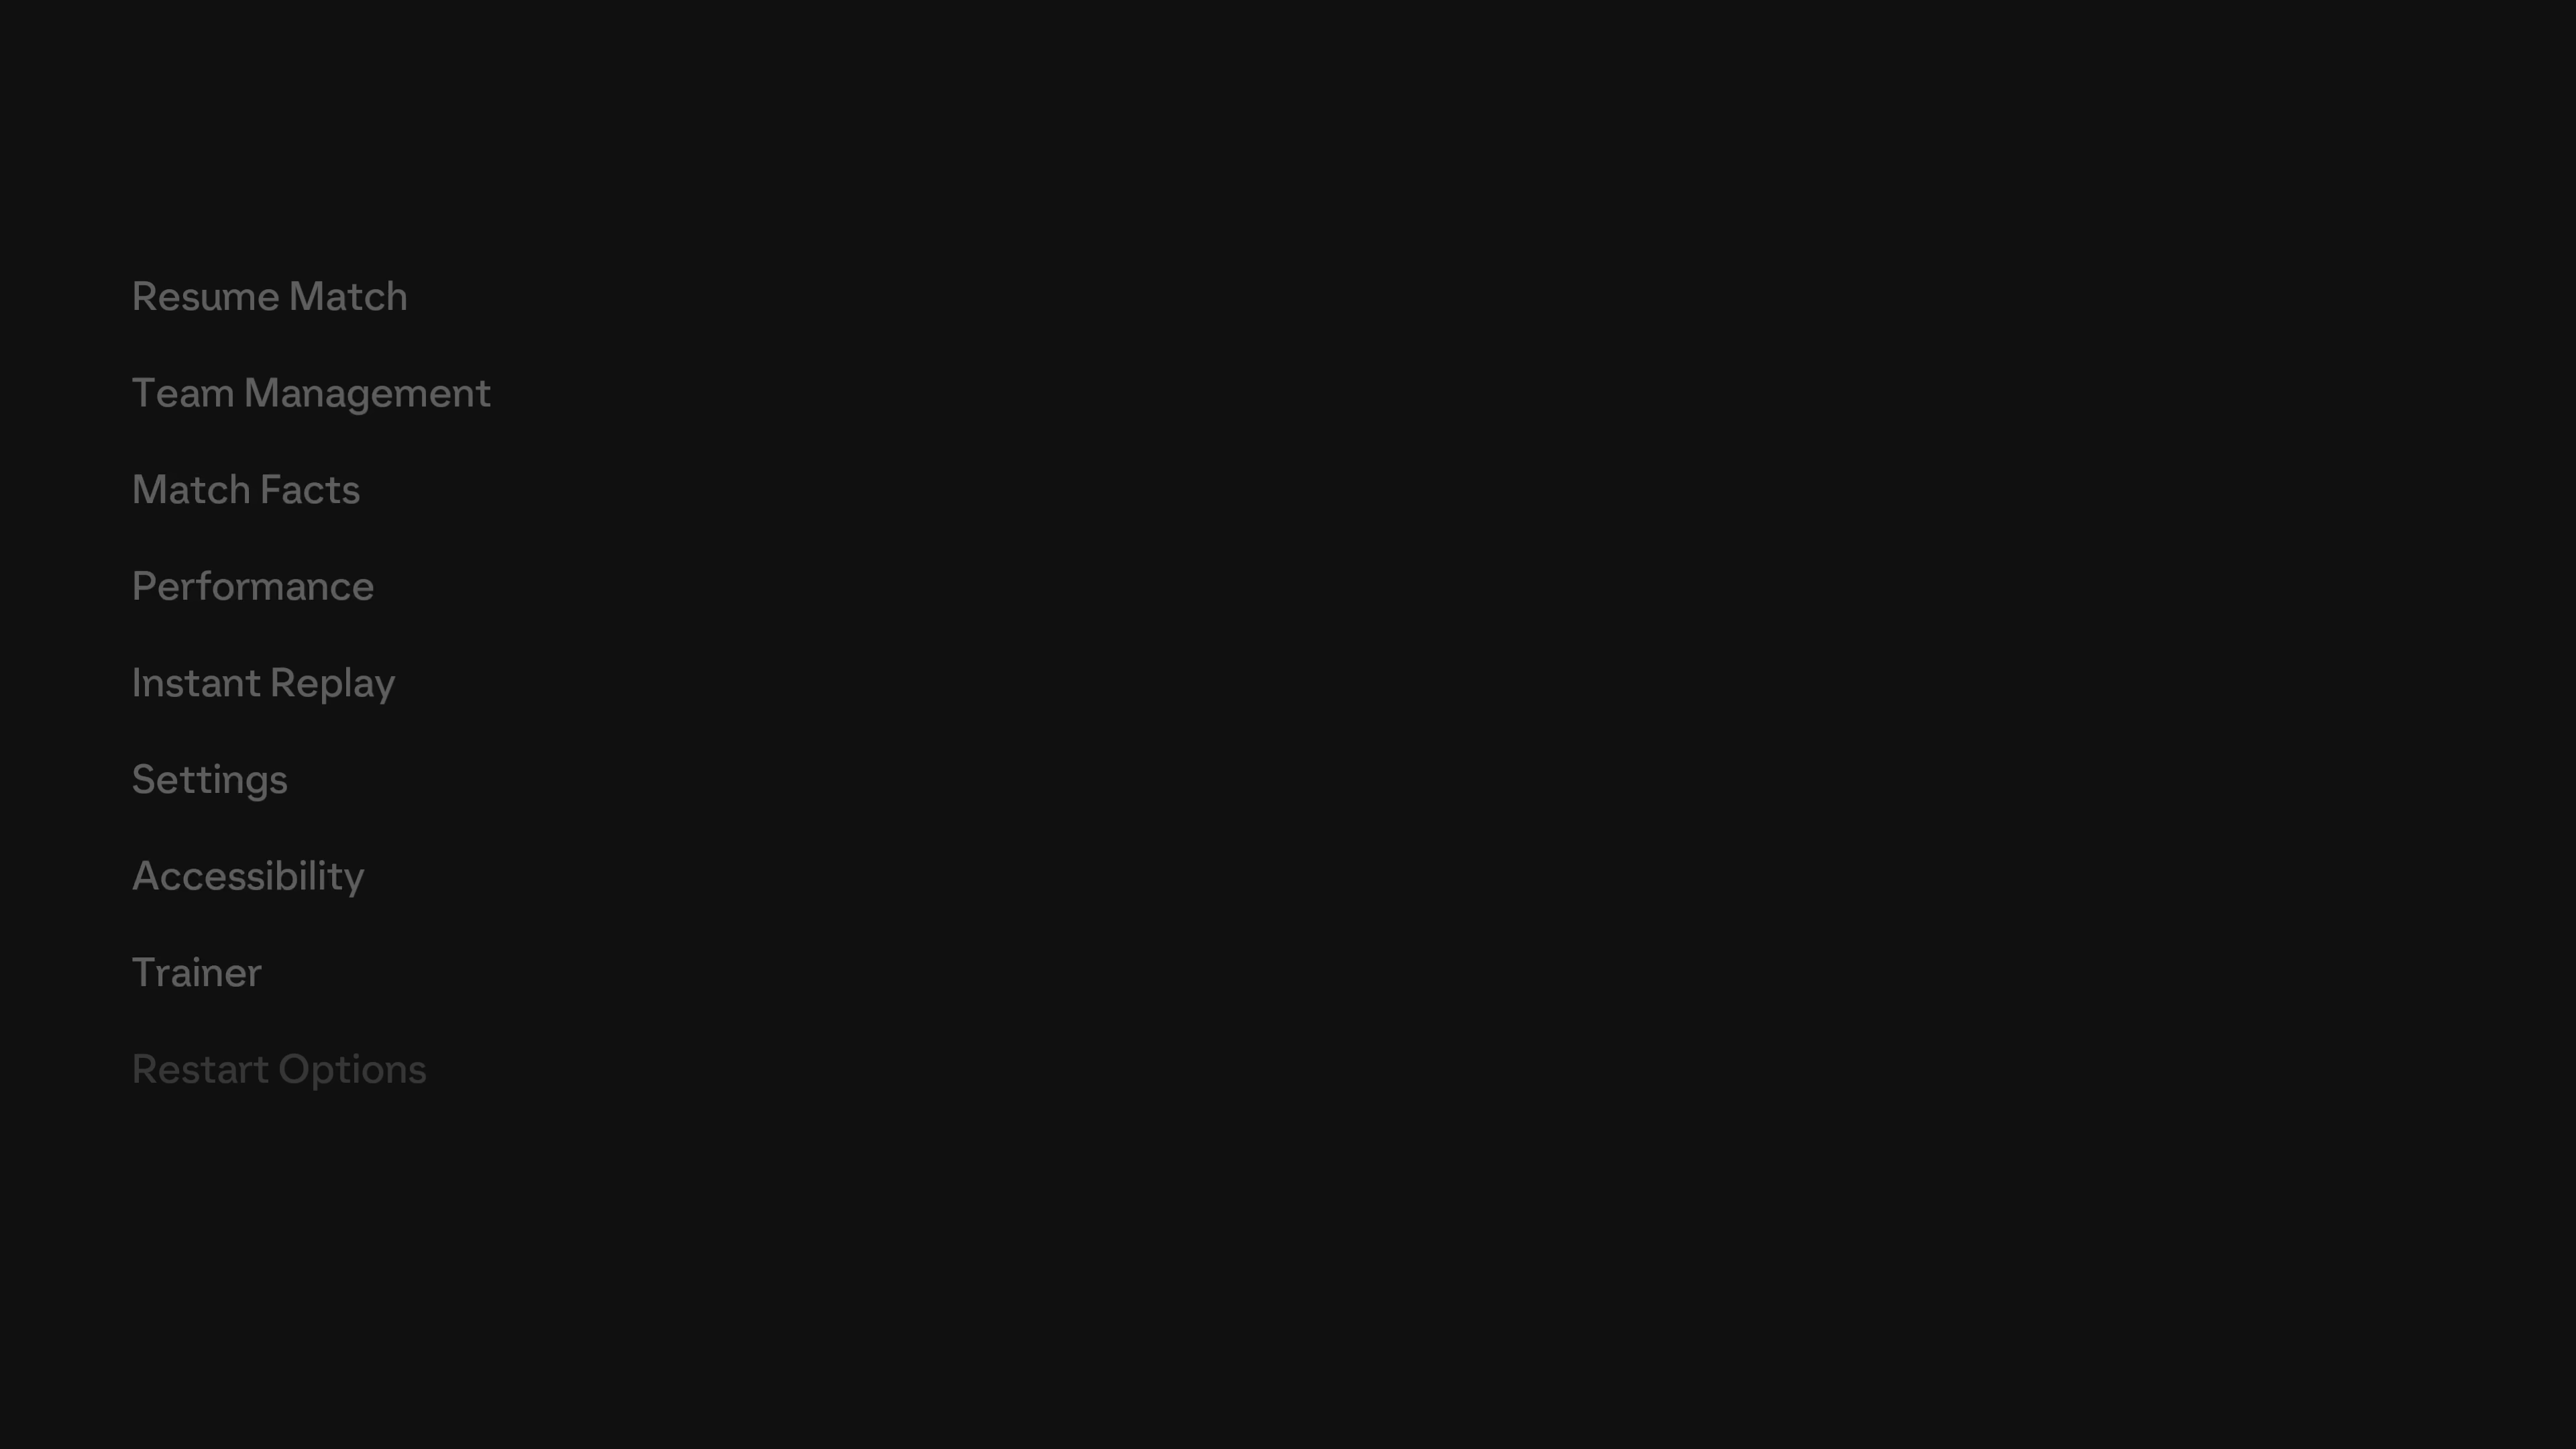 Resume Match
Team Management
Match Facts
Performance
Instant Replay
Settings
Accessibility
Trainer
Restart Options